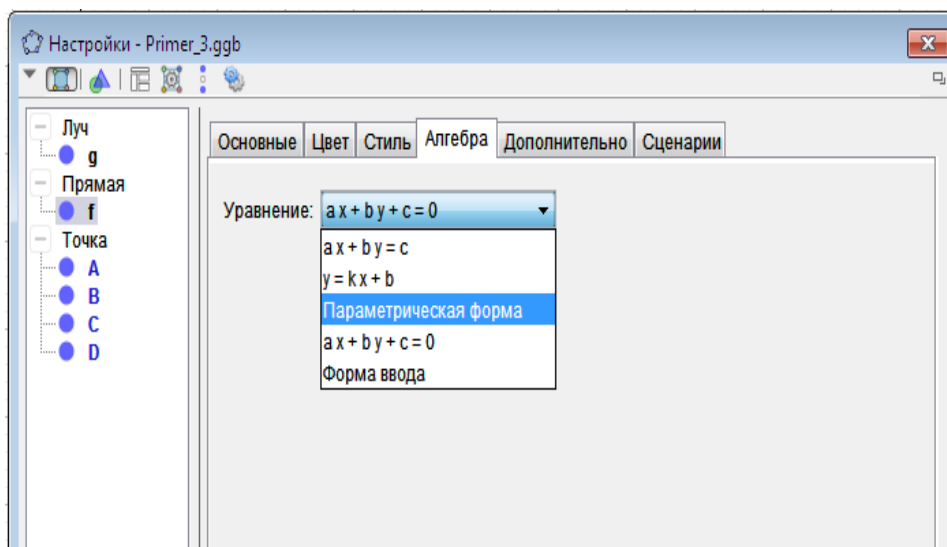 Настройки - Primer_3.ggb
Луч
g
Прямая
f
Точка
A
B
C
D
Основные Цвет Стиль Алгебра Дополнительно Сценарии
Уравнение: a x + b y + c = 0
a x + b y = c
y = k x + b
Параметрическая форма
a x + b y + c = 0
Форма ввода